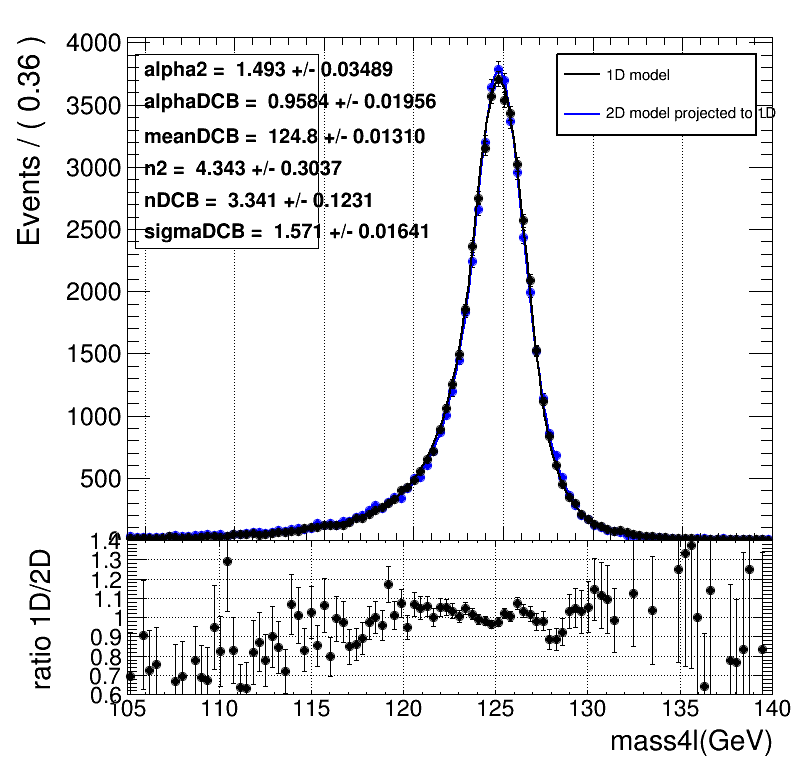 4000
3500
3000
2500
2000
1500
1000
500
Events / ( 0.36 )
alpha2 = 1.493 +/- 0.03489
alphaDCB = 0.9584 +/- 0.01956
meanDCB = 124.8 +/- 0.01310
n2 = 4.343 +/- 0.3037
nDCB = 3.341 +/- 0.1231
sigmaDCB = 1.571 +/- 0.01641
1D model
2D model projected to 1D
1.4
1.3
1.2
1.1
1
0.9
0.8
0.7
0.6
ratio 1D/2D
105 110 115 120 125 130 135 140
mass4l(GeV)